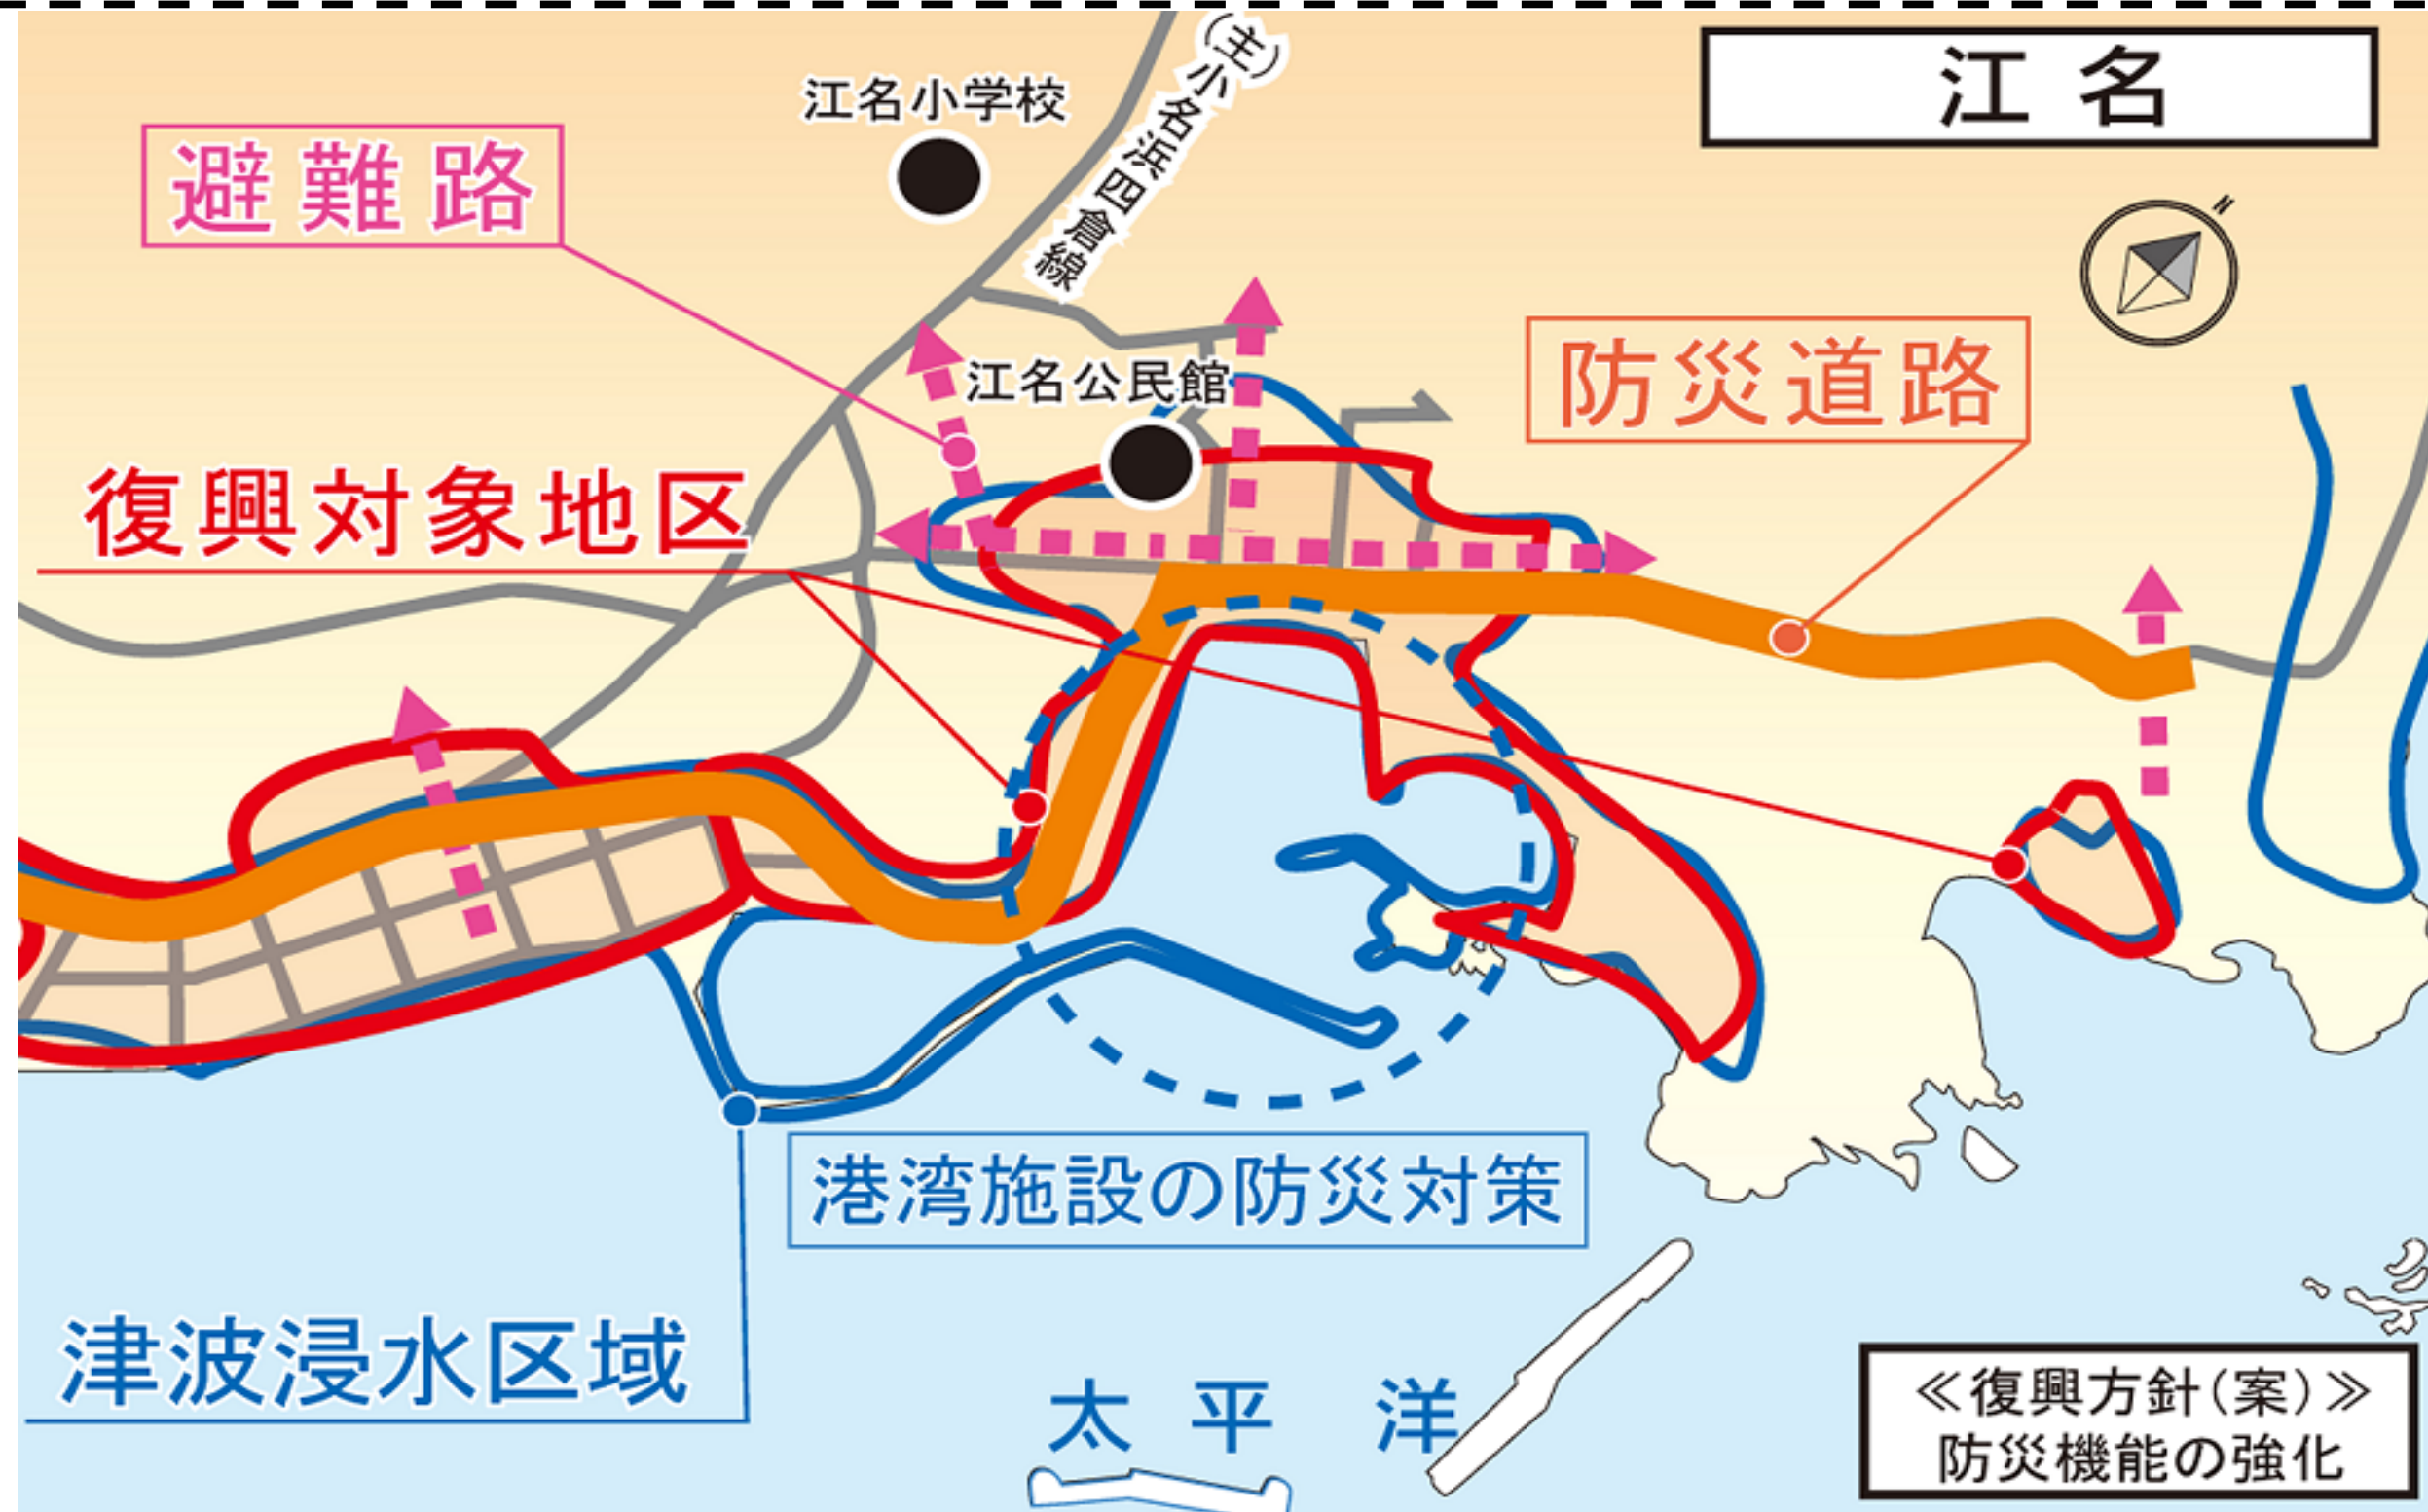 江名
江名小学校
(主)小名浜四倉線
避難路
N
江名公民館
防災道路
復興対象地区
港湾施設の防災対策
津波浸水区域
太平洋
≪復興方針(案)≫
防災機能の強化